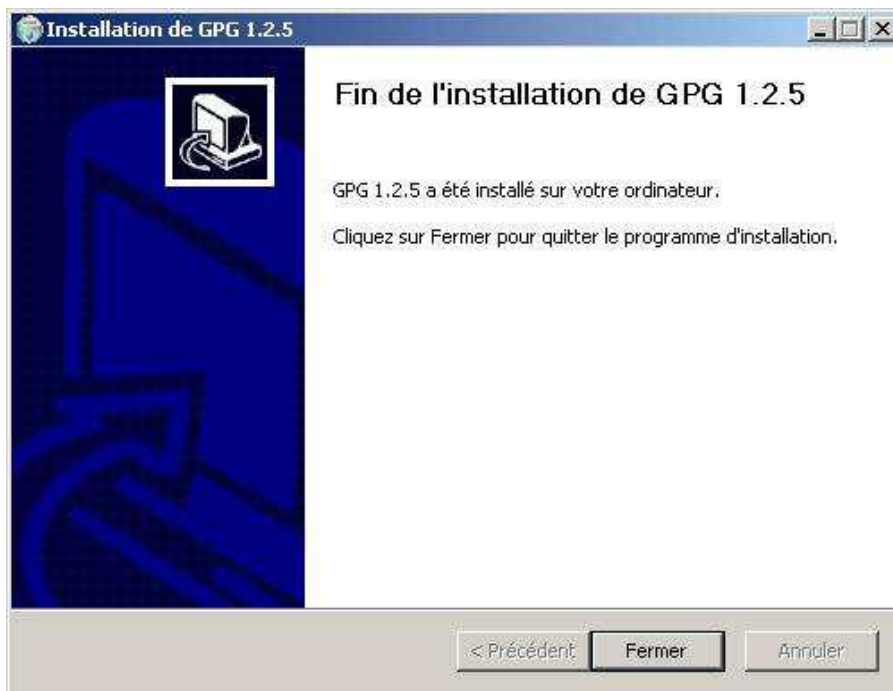 Installation de GPG 1.2.5
Fin de l'installation de GPG 1.2.5
GPG 1.2.5 a été installé sur votre ordinateur.
Cliquez sur Fermer pour quitter le programme d'installation.
< Précédent
Fermer
Annuler